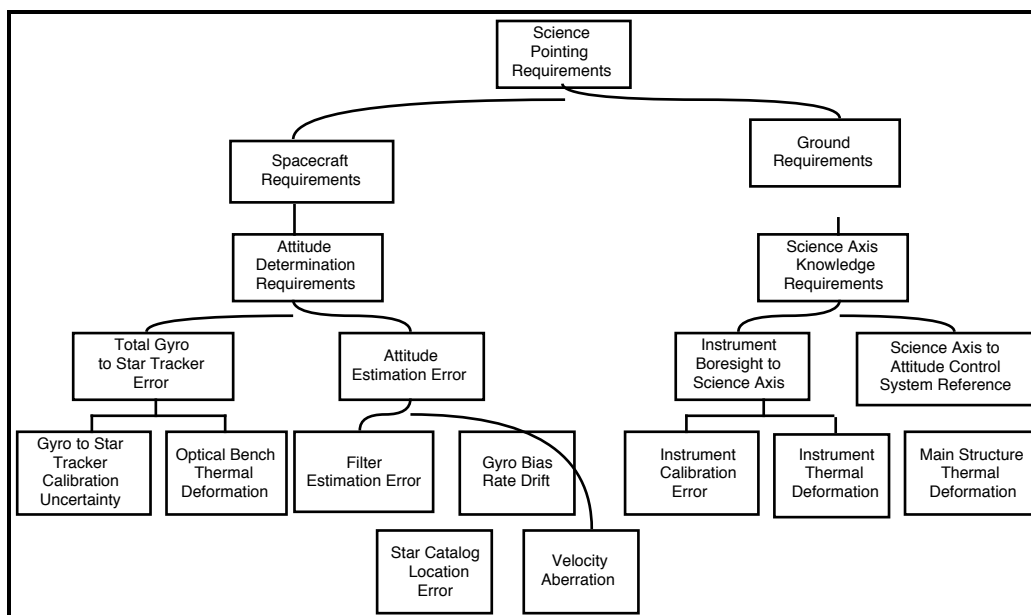 Science
Pointing
Requirements
Spacecraft
Requirements
Ground
Requirements
Attitude
Determination
Requirements
Science Axis
Knowledge
Requirements
Total Gyro
to Star Tracker
Error
Attitude
Estimation Error
Instrument
Boresight to
Science Axis
Science Axis to
Attitude Control
System Reference
Gyro to Star
Tracker
Calibration
Uncertainty
Optical Bench
Thermal
Deformation
Filter
Estimation Error
Gyro Bias
Rate Drift
Instrument
Calibration
Error
Instrument
Thermal
Deformation
Main Structure
Thermal
Deformation
Star Catalog
Location
Error
Velocity
Aberration